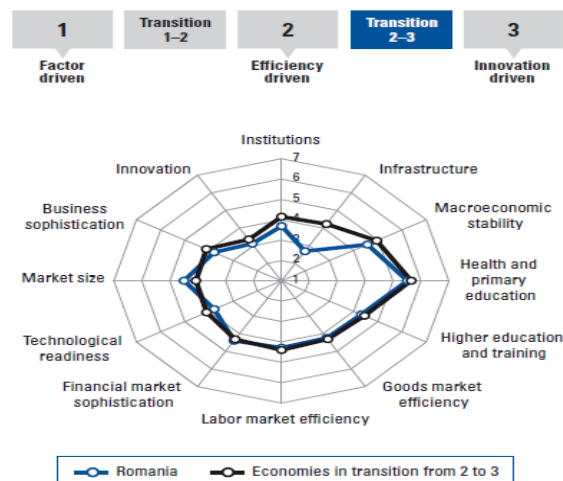 1
Transition
1–2
2
Transition
2–3
3
Factor
driven
Efficiency
driven
Innovation
driven
Institutions
7
6
5
4
3
2
1
Infrastructure
Macroeconomic
stability
Health and
primary
education
Higher education
and training
Goods market
efficiency
Labor market efficiency
Financial market
sophistication
Technological
readiness
Market size
Business
sophistication
Innovation
Romania
Economies in transition from 2 to 3